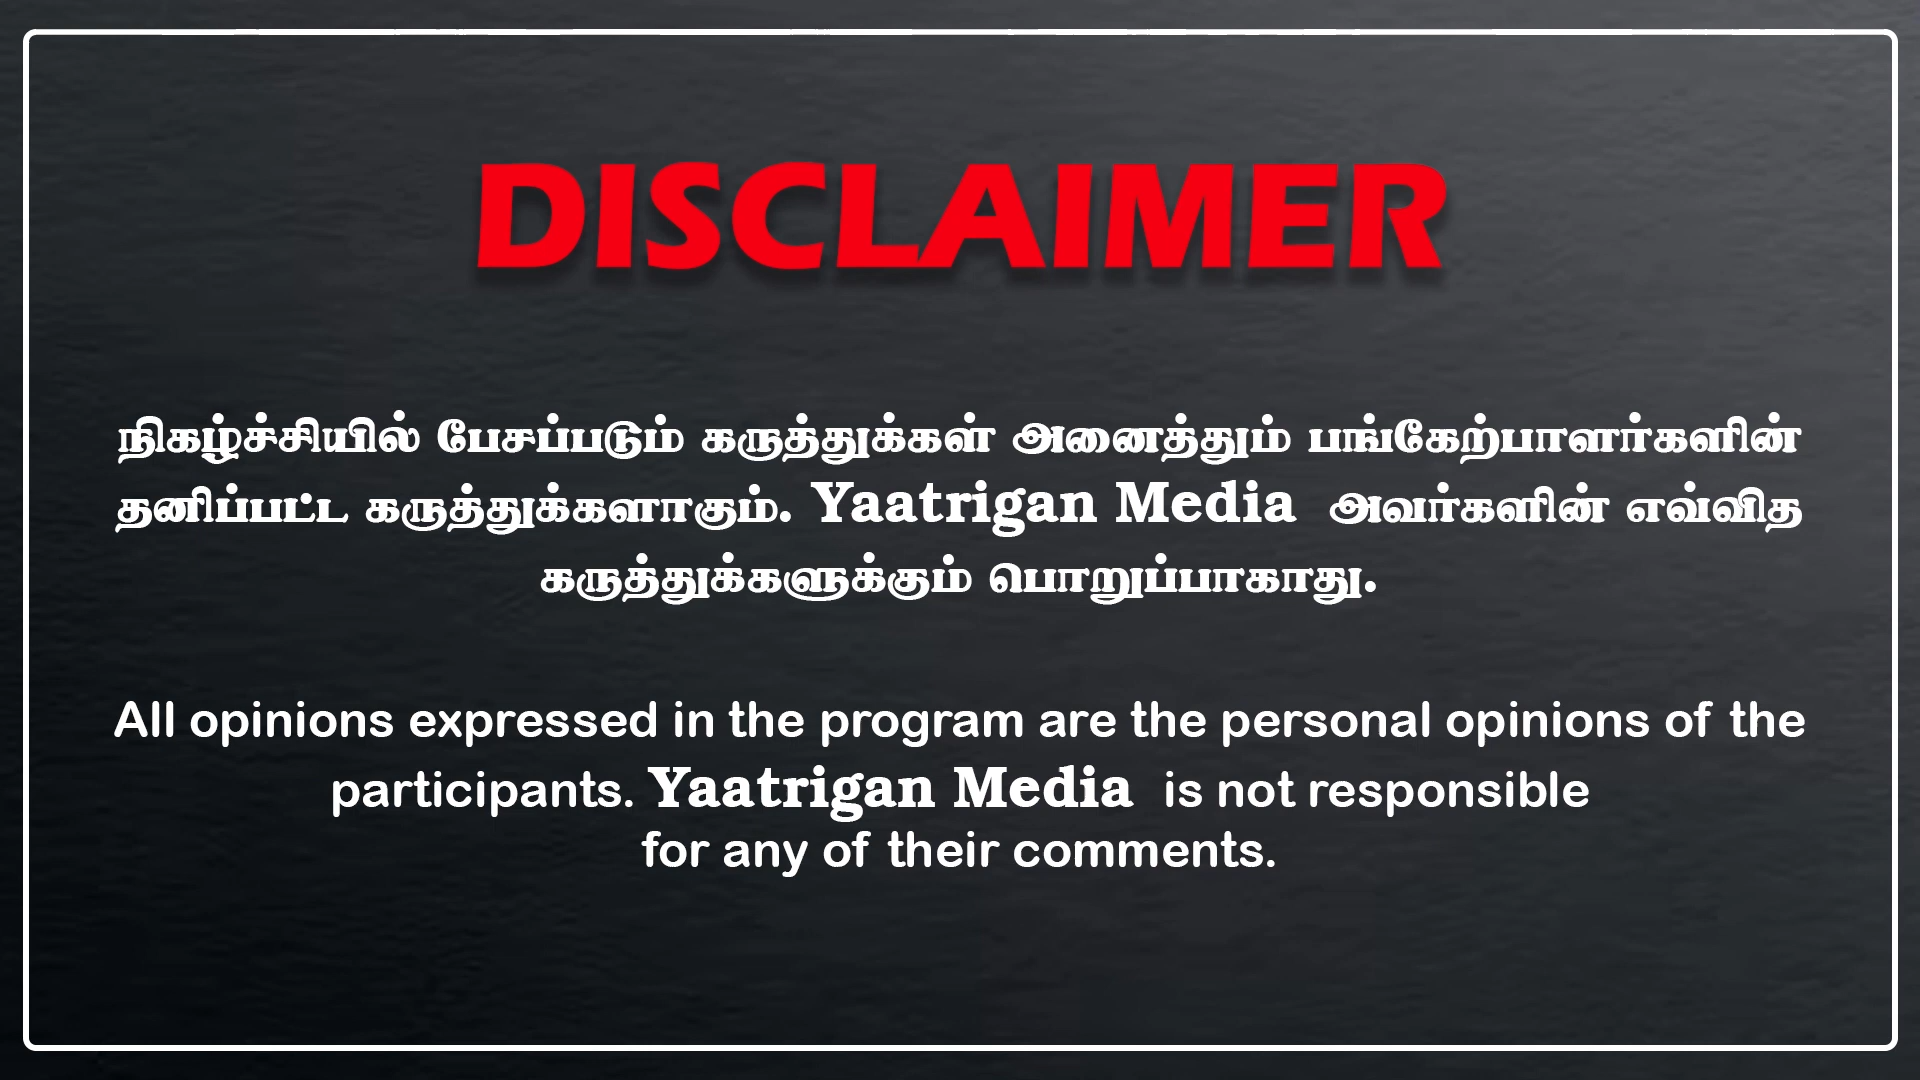 DISCLAIMER
நிகழ்ச்சியில் பேசப்படும் கருத்துக்கள் அனைத்தும் பங்கேற்பாளர்களின்
தனிப்பட்ட கருத்துக்களாகும். Yaatrigan Media அவர்களின் எவ்வித
கருத்துக்களுக்கும் பொறுப்பாகாது.
All opinions expressed in the program are the personal opinions of the
participants. Yaatrigan Media is not responsible
for any of their comments.